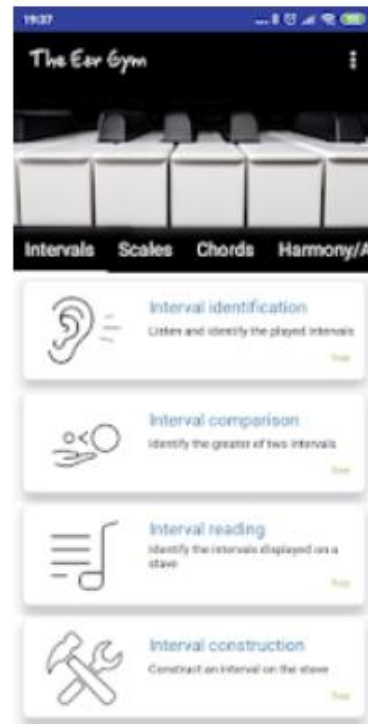 19:37
The Ear Gym
Intervals Scales Chords Harmony/A
Interval identification
Listen and identify the played intervals
free
Interval comparison
Identify the greater of two intervals
free
Interval reading
Identify the intervals displayed on a
stave
free
Interval construction
Construct an interval on the stave
free